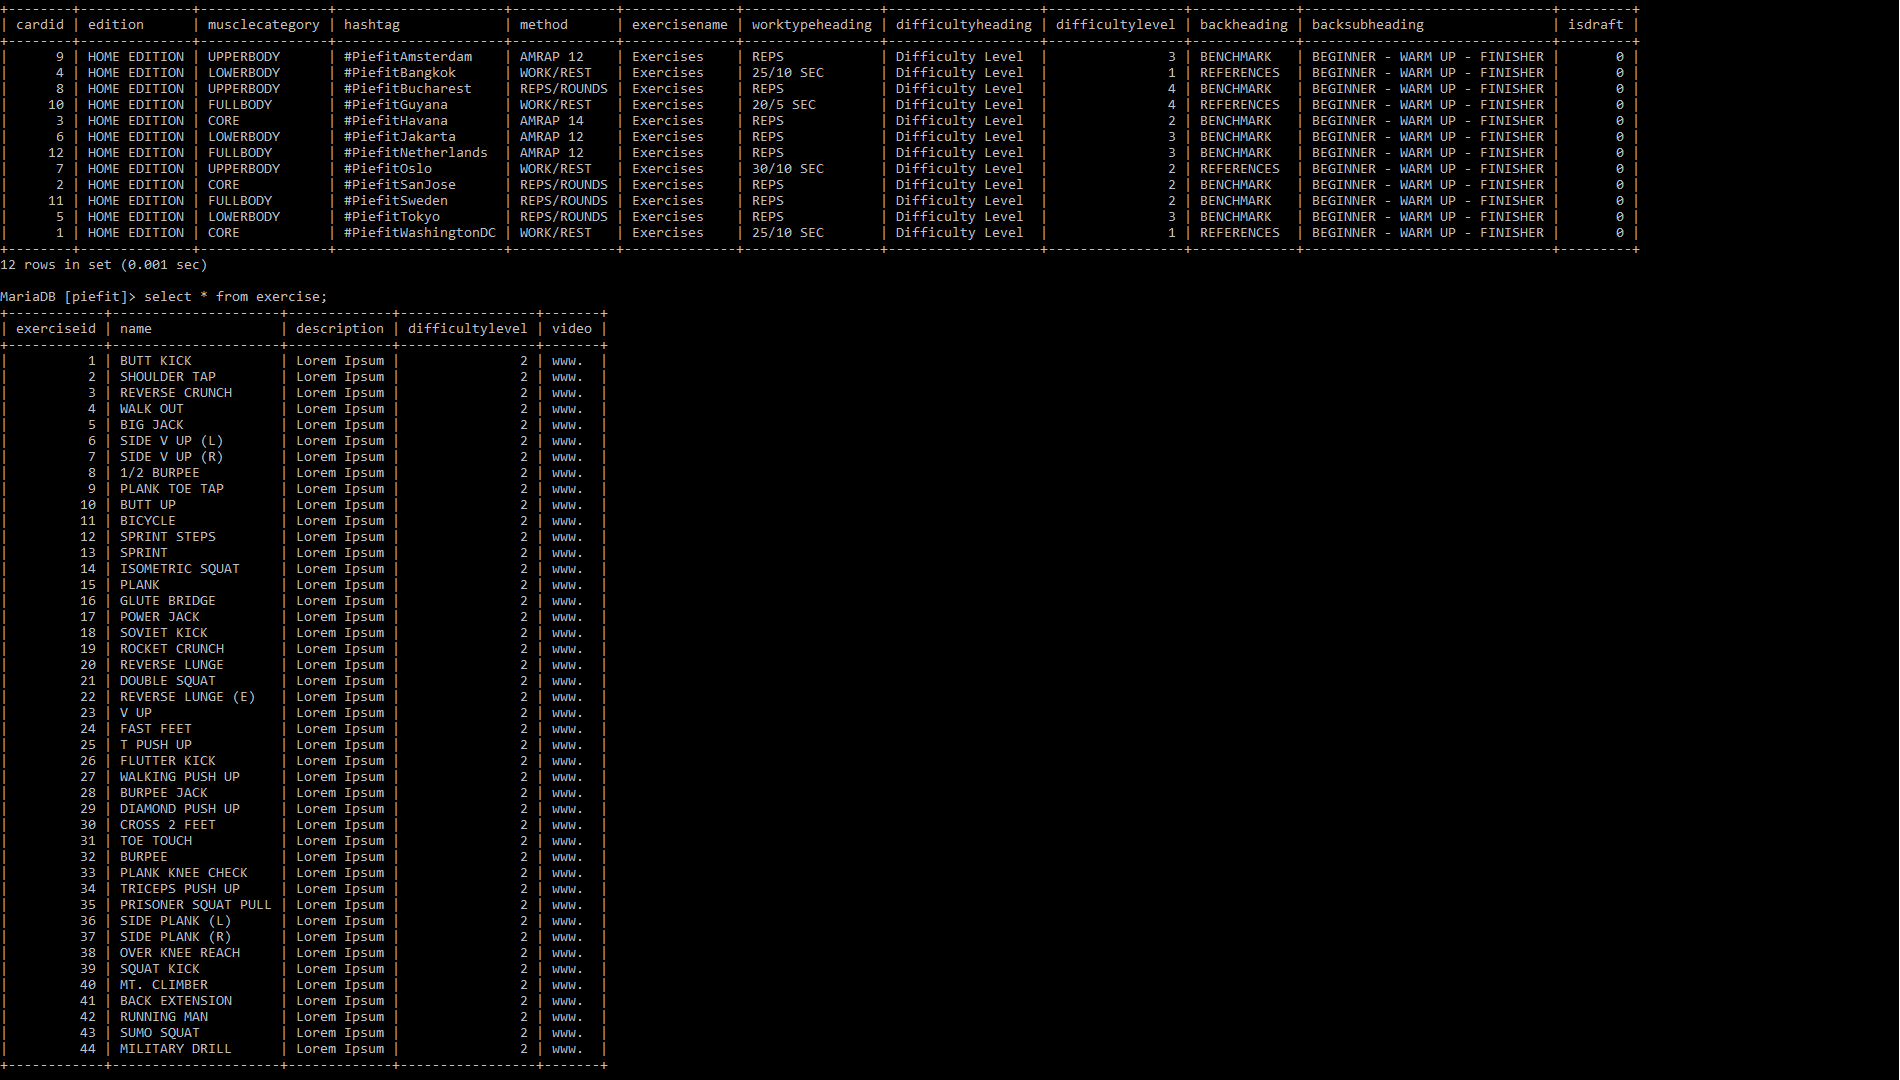 +--------+--------------+----------------+---------------------+-------------+--------------+-----------------+-------------------+-----------------+-------------+-------------------------------+---------+
| cardid | edition      | musclecategory | hashtag             | method      | exercisename | worktypeheading | difficultyheading | difficultylevel | backheading | backsubheading                | isdraft |
+--------+--------------+----------------+---------------------+-------------+--------------+-----------------+-------------------+-----------------+-------------+-------------------------------+---------+
|      9 | HOME EDITION | UPPERBODY      | #PiefitAmsterdam    | AMRAP 12    | Exercises    | REPS            | Difficulty Level  |               3 | BENCHMARK   | BEGINNER - WARM UP - FINISHER |       0 |
|      4 | HOME EDITION | LOWERBODY      | #PiefitBangkok      | WORK/REST   | Exercises    | 25/10 SEC       | Difficulty Level  |               1 | REFERENCES  | BEGINNER - WARM UP - FINISHER |       0 |
|      8 | HOME EDITION | UPPERBODY      | #PiefitBucharest    | REPS/ROUNDS | Exercises    | REPS            | Difficulty Level  |               4 | BENCHMARK   | BEGINNER - WARM UP - FINISHER |       0 |
|     10 | HOME EDITION | FULLBODY       | #PiefitGuyana       | WORK/REST   | Exercises    | 20/5 SEC        | Difficulty Level  |               4 | REFERENCES  | BEGINNER - WARM UP - FINISHER |       0 |
|      3 | HOME EDITION | CORE           | #PiefitHavana       | AMRAP 14    | Exercises    | REPS            | Difficulty Level  |               2 | BENCHMARK   | BEGINNER - WARM UP - FINISHER |       0 |
|      6 | HOME EDITION | LOWERBODY      | #PiefitJakarta      | AMRAP 12    | Exercises    | REPS            | Difficulty Level  |               3 | BENCHMARK   | BEGINNER - WARM UP - FINISHER |       0 |
|     12 | HOME EDITION | FULLBODY       | #PiefitNetherlands  | AMRAP 12    | Exercises    | REPS            | Difficulty Level  |               3 | BENCHMARK   | BEGINNER - WARM UP - FINISHER |       0 |
|      7 | HOME EDITION | UPPERBODY      | #PiefitOslo         | WORK/REST   | Exercises    | 30/10 SEC       | Difficulty Level  |               2 | REFERENCES  | BEGINNER - WARM UP - FINISHER |       0 |
|      2 | HOME EDITION | CORE           | #PiefitSanJose      | REPS/ROUNDS | Exercises    | REPS            | Difficulty Level  |               2 | BENCHMARK   | BEGINNER - WARM UP - FINISHER |       0 |
|     11 | HOME EDITION | FULLBODY       | #PiefitSweden       | REPS/ROUNDS | Exercises    | REPS            | Difficulty Level  |               2 | BENCHMARK   | BEGINNER - WARM UP - FINISHER |       0 |
|      5 | HOME EDITION | LOWERBODY      | #PiefitTokyo        | REPS/ROUNDS | Exercises    | REPS            | Difficulty Level  |               3 | BENCHMARK   | BEGINNER - WARM UP - FINISHER |       0 |
|      1 | HOME EDITION | CORE           | #PiefitWashingtonDC | WORK/REST   | Exercises    | 25/10 SEC       | Difficulty Level  |               1 | REFERENCES  | BEGINNER - WARM UP - FINISHER |       0 |
+--------+--------------+----------------+---------------------+-------------+--------------+-----------------+-------------------+-----------------+-------------+-------------------------------+---------+
12 rows in set (0.001 sec)
MariaDB [piefit]> select * from exercise;
+------------+---------------------+-------------+-----------------+-------+
| exerciseid | name                | description | difficultylevel | video |
+------------+---------------------+-------------+-----------------+-------+
|          1 | BUTT KICK           | Lorem Ipsum |               2 | www.  |
|          2 | SHOULDER TAP        | Lorem Ipsum |               2 | www.  |
|          3 | REVERSE CRUNCH      | Lorem Ipsum |               2 | www.  |
|          4 | WALK OUT            | Lorem Ipsum |               2 | www.  |
|          5 | BIG JACK            | Lorem Ipsum |               2 | www.  |
|          6 | SIDE V UP (L)       | Lorem Ipsum |               2 | www.  |
|          7 | SIDE V UP (R)       | Lorem Ipsum |               2 | www.  |
|          8 | 1/2 BURPEE          | Lorem Ipsum |               2 | www.  |
|          9 | PLANK TOE TAP       | Lorem Ipsum |               2 | www.  |
|         10 | BUTT UP             | Lorem Ipsum |               2 | www.  |
|         11 | BICYCLE             | Lorem Ipsum |               2 | www.  |
|         12 | SPRINT STEPS        | Lorem Ipsum |               2 | www.  |
|         13 | SPRINT              | Lorem Ipsum |               2 | www.  |
|         14 | ISOMETRIC SQUAT     | Lorem Ipsum |               2 | www.  |
|         15 | PLANK               | Lorem Ipsum |               2 | www.  |
|         16 | GLUTE BRIDGE        | Lorem Ipsum |               2 | www.  |
|         17 | POWER JACK          | Lorem Ipsum |               2 | www.  |
|         18 | SOVIET KICK         | Lorem Ipsum |               2 | www.  |
|         19 | ROCKET CRUNCH       | Lorem Ipsum |               2 | www.  |
|         20 | REVERSE LUNGE       | Lorem Ipsum |               2 | www.  |
|         21 | DOUBLE SQUAT        | Lorem Ipsum |               2 | www.  |
|         22 | REVERSE LUNGE (E)   | Lorem Ipsum |               2 | www.  |
|         23 | V UP                | Lorem Ipsum |               2 | www.  |
|         24 | FAST FEET           | Lorem Ipsum |               2 | www.  |
|         25 | T PUSH UP           | Lorem Ipsum |               2 | www.  |
|         26 | FLUTTER KICK        | Lorem Ipsum |               2 | www.  |
|         27 | WALKING PUSH UP     | Lorem Ipsum |               2 | www.  |
|         28 | BURPEE JACK         | Lorem Ipsum |               2 | www.  |
|         29 | DIAMOND PUSH UP     | Lorem Ipsum |               2 | www.  |
|         30 | CROSS 2 FEET        | Lorem Ipsum |               2 | www.  |
|         31 | TOE TOUCH           | Lorem Ipsum |               2 | www.  |
|         32 | BURPEE              | Lorem Ipsum |               2 | www.  |
|         33 | PLANK KNEE CHECK    | Lorem Ipsum |               2 | www.  |
|         34 | TRICEPS PUSH UP     | Lorem Ipsum |               2 | www.  |
|         35 | PRISONER SQUAT PULL | Lorem Ipsum |               2 | www.  |
|         36 | SIDE PLANK (L)      | Lorem Ipsum |               2 | www.  |
|         37 | SIDE PLANK (R)      | Lorem Ipsum |               2 | www.  |
|         38 | OVER KNEE REACH     | Lorem Ipsum |               2 | www.  |
|         39 | SQUAT KICK          | Lorem Ipsum |               2 | www.  |
|         40 | MT. CLIMBER         | Lorem Ipsum |               2 | www.  |
|         41 | BACK EXTENSION      | Lorem Ipsum |               2 | www.  |
|         42 | RUNNING MAN         | Lorem Ipsum |               2 | www.  |
|         43 | SUMO SQUAT          | Lorem Ipsum |               2 | www.  |
|         44 | MILITARY DRILL      | Lorem Ipsum |               2 | www.  |
+------------+---------------------+-------------+-----------------+-------+